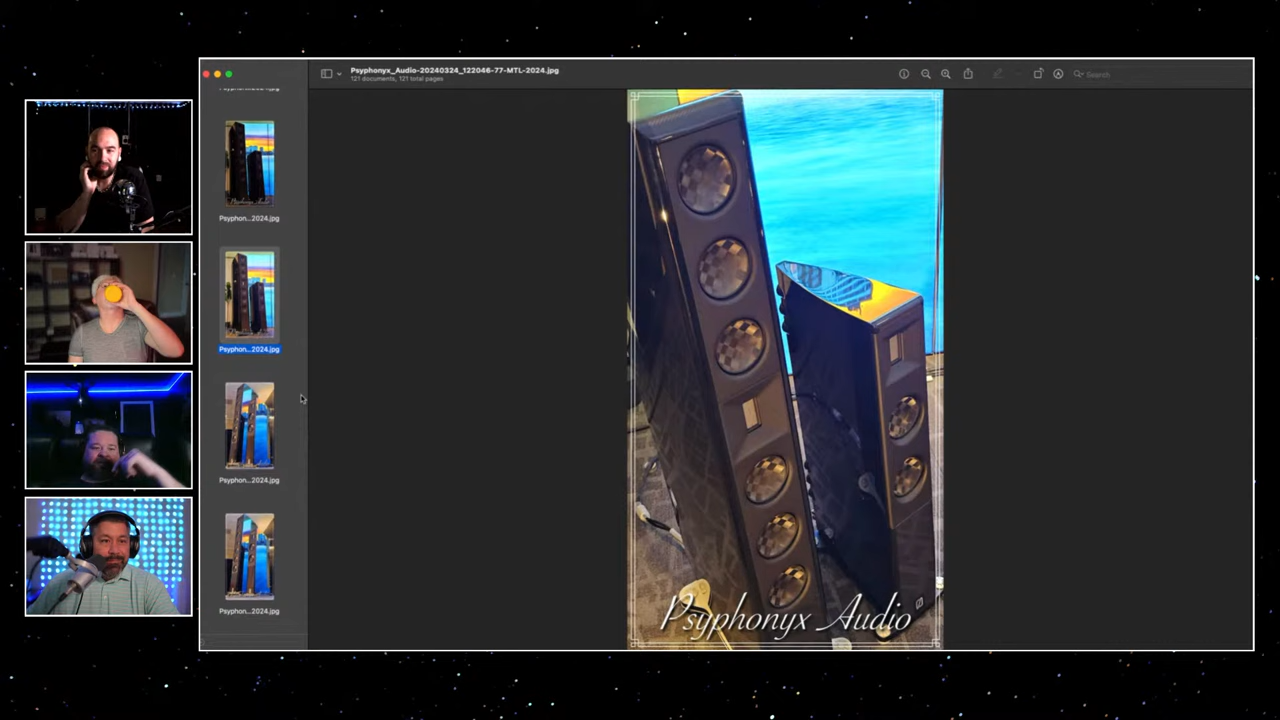 Psyphonyx_Audio-20240324_122046-77-MTL-2024.jpg
121 documents, 121 total pages
Search
Psyphon...2024.jpg
Psyphon...2024.jpg
Psyphon...2024.jpg
Psyphon...2024.jpg
Psyphonyx Audio